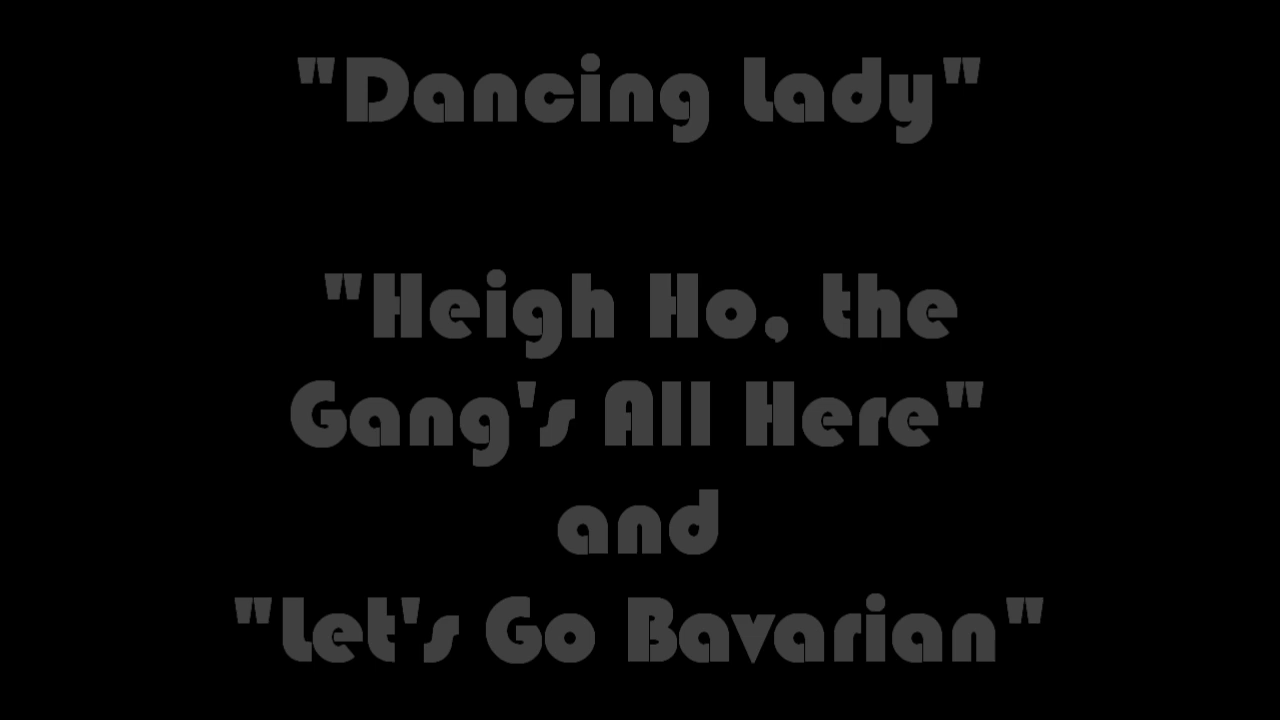 "Dancing Lady"
"Heigh Ho, the
Gang's All Here"
and
"Let's Go Bavarian"